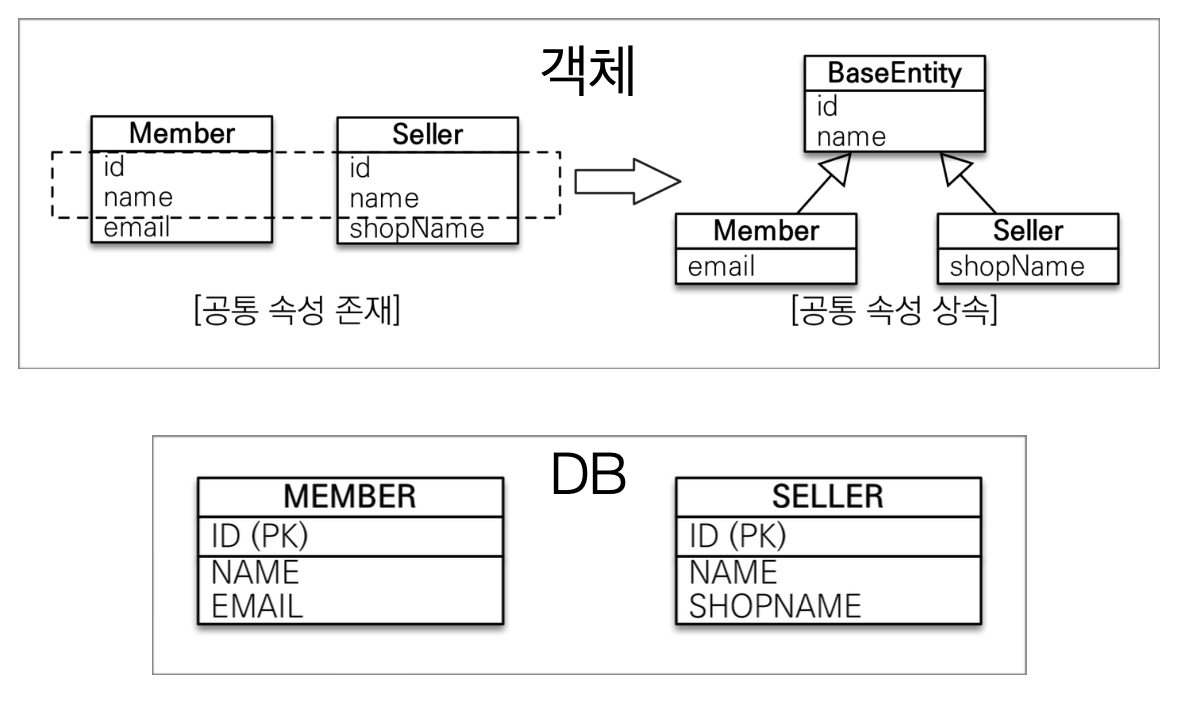 객체
Member
id
name
email
Seller
id
name
shopName
[공통 속성 존재]
BaseEntity
id
name
Member
email
Seller
shopName
[공통 속성 상속]
DB
MEMBER
ID (PK)
NAME
EMAIL
SELLER
ID (PK)
NAME
SHOPNAME